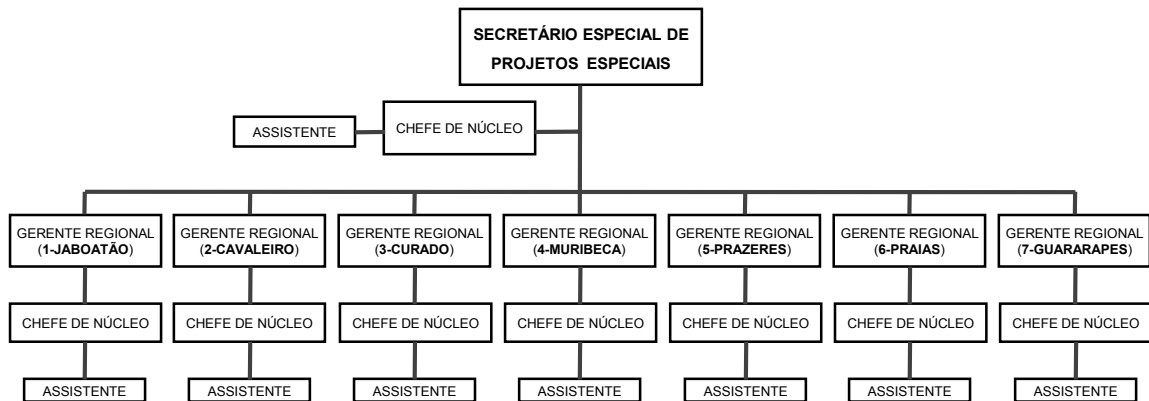 SECRETÁRIO ESPECIAL DE
PROJETOS ESPECIAIS
CHEFE DE NÚCLEO
ASSISTENTE
GERENTE REGIONAL
(1-JABOATÃO)
GERENTE REGIONAL
(2-CAVALEIRO)
GERENTE REGIONAL
(3-CURADO)
GERENTE REGIONAL
(4-MURIBECA)
GERENTE REGIONAL
(5-PRAZERES)
GERENTE REGIONAL
(6-PRAIAS)
GERENTE REGIONAL
(7-GUARARAPES)
CHEFE DE NÚCLEO
CHEFE DE NÚCLEO
CHEFE DE NÚCLEO
CHEFE DE NÚCLEO
CHEFE DE NÚCLEO
CHEFE DE NÚCLEO
CHEFE DE NÚCLEO
ASSISTENTE
ASSISTENTE
ASSISTENTE
ASSISTENTE
ASSISTENTE
ASSISTENTE
ASSISTENTE